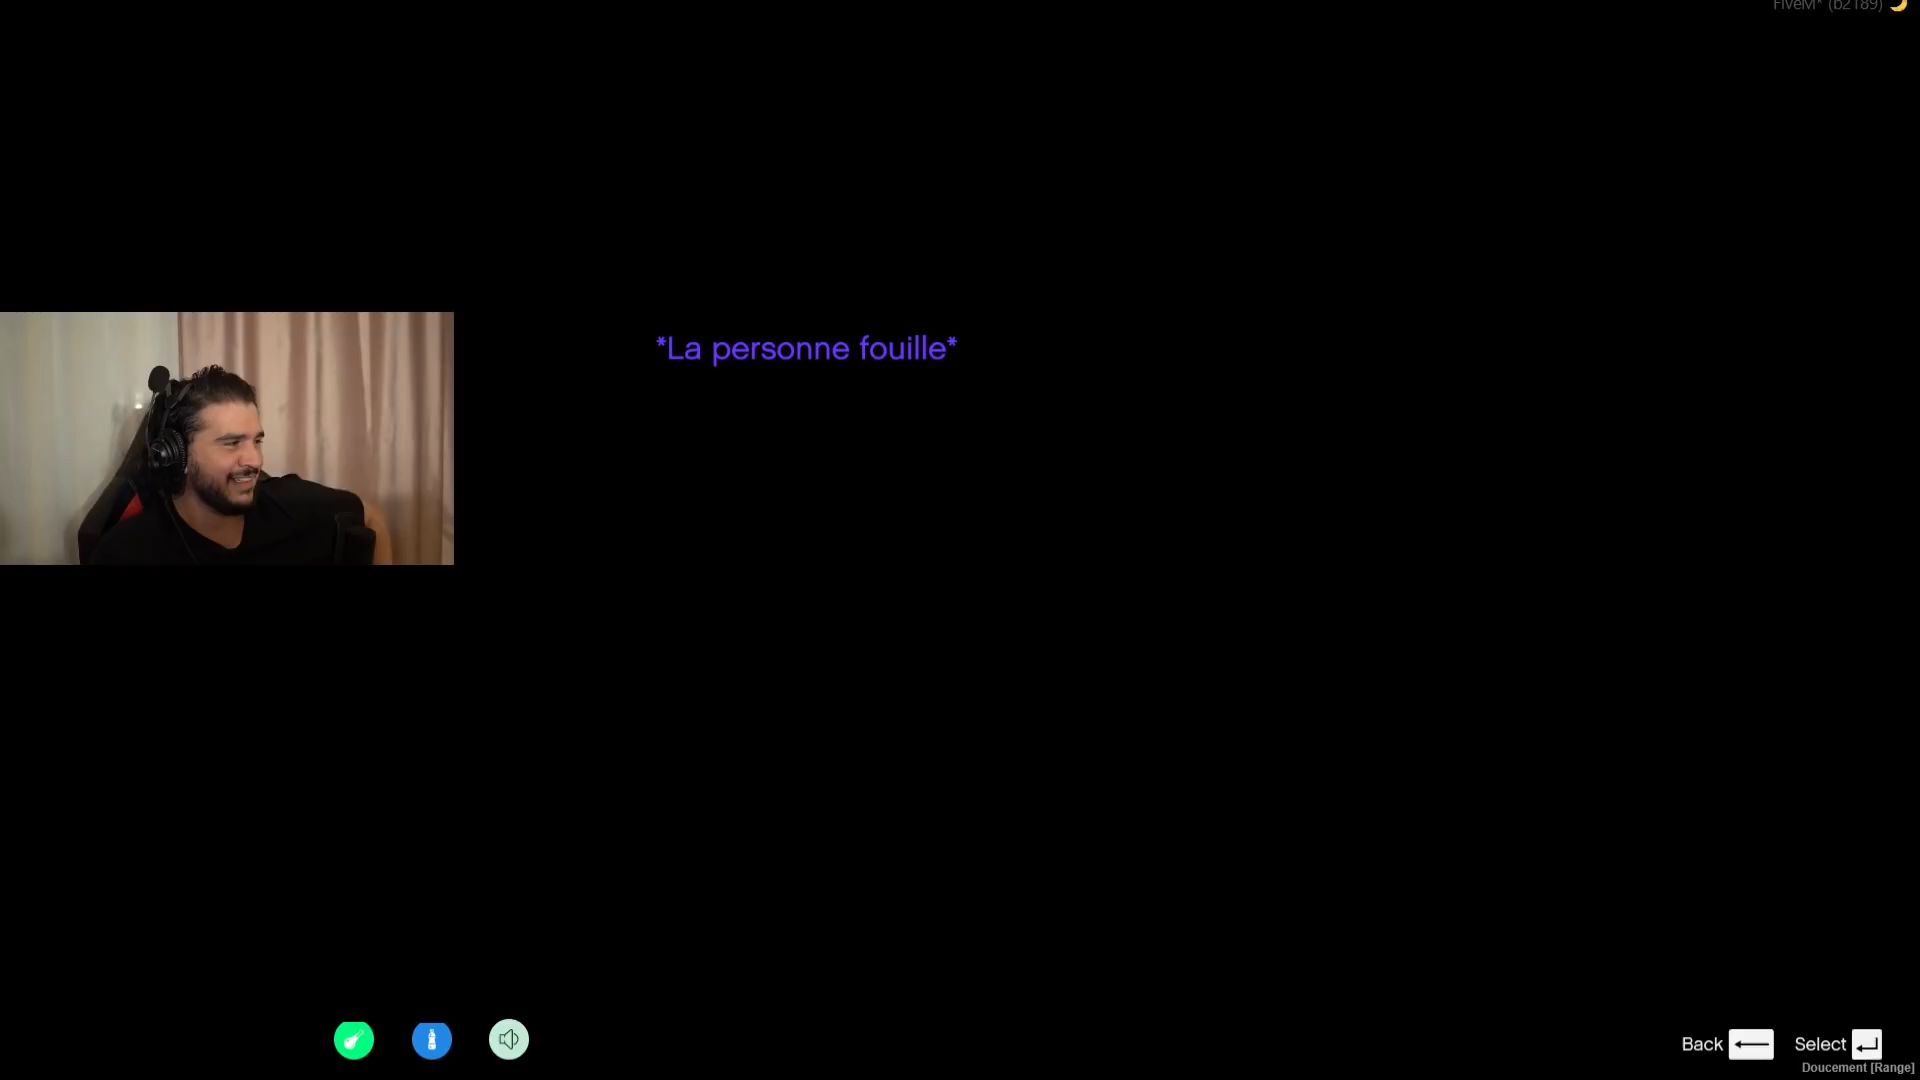 FiveM* (b2189)
*La personne fouille*
Back
Select
Doucement [Range]